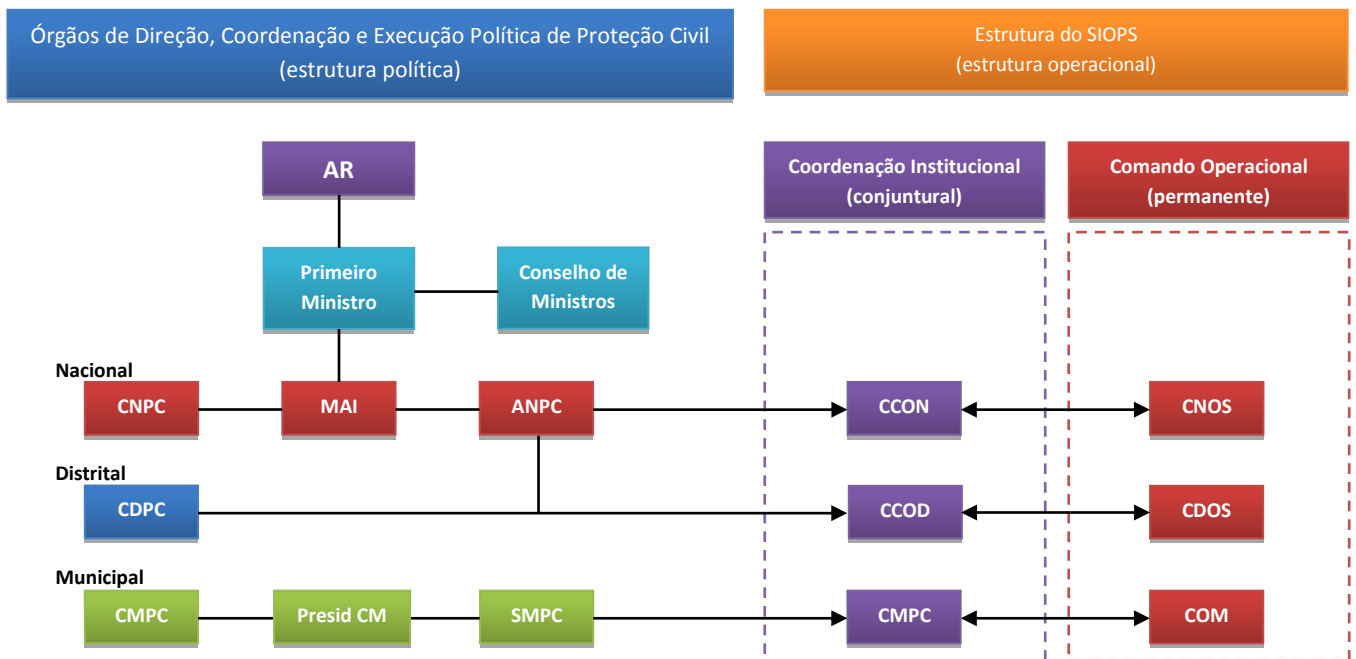 Órgãos de Direção, Coordenação e Execução Política de Proteção Civil
(estrutura política)
Estrutura do SIOPS
(estrutura operacional)
AR
Coordenação Institucional
(conjuntural)
Comando Operacional
(permanente)
Primeiro
Ministro
Conselho de
Ministros
Nacional
CNPC
MAI
ANPC
CCON
CNOS
Distrital
CDPC
CCOD
CDOS
Municipal
CMPC
Presid CM
SMPC
CMPC
COM